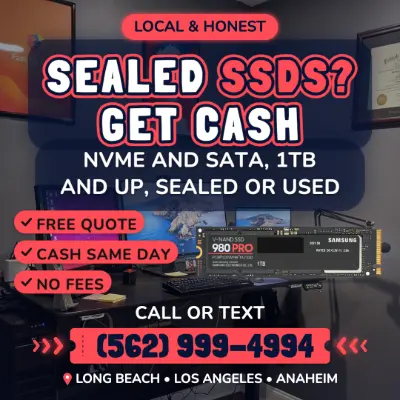 LOCAL & HONEST
SEALED SSDS?
GET CASH
NVME AND SATA, 1TB
AND UP, SEALED OR USED
FREE QUOTE
CASH SAME DAY
NO FEES
V-NAND SSD
980 PRO
SAMSUNG
1TB
CALL OR TEXT
(562) 999-4994
LONG BEACH • LOS ANGELES • ANAHEIM